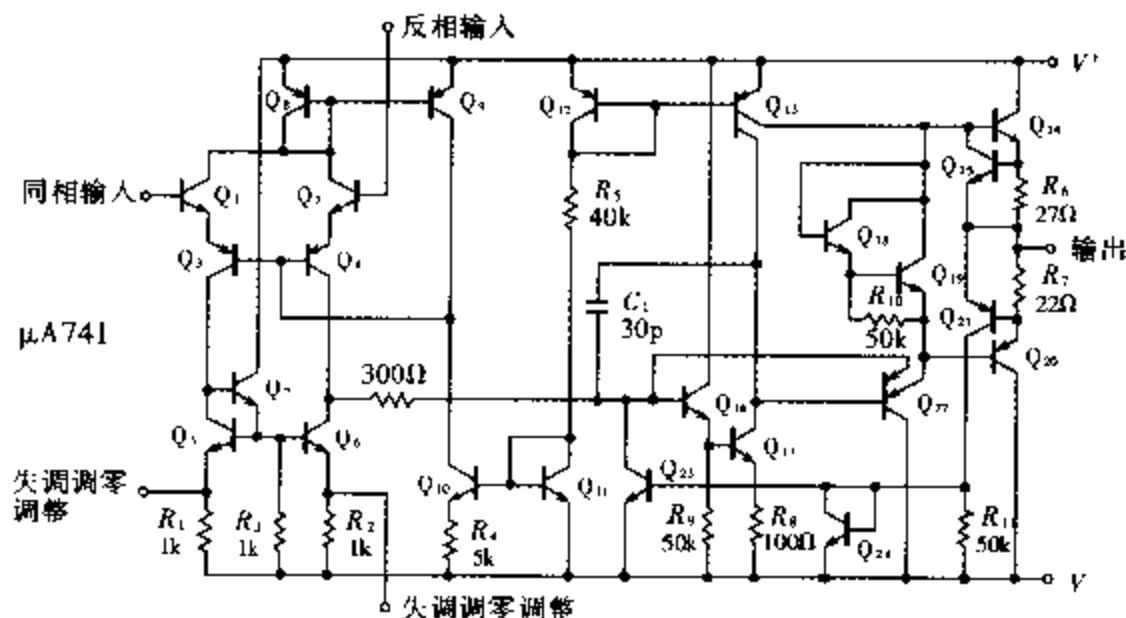 反相输入
V⁺
Q₈
Q₉
Q₁₂
Q₁₃
Q₁₄
同相输入
Q₁
Q₂
Q₁₅
R₅
40k
R₆
27Ω
Q₃
Q₄
Q₁₈
输出
Q₁₉
R₇
22Ω
C₁
30p
R₁₀
50k
Q₂₁
μA741
300Ω
Q₇
Q₂₀
Q₁₆
Q₂₂
Q₅
Q₆
Q₁₇
失调调零
调整
Q₁₀
Q₁₁
Q₂₃
R₁
1k
R₃
1k
R₂
1k
R₄
5k
R₉
50k
R₈
100Ω
Q₂₄
R₁₁
50k
V
失调调零调整